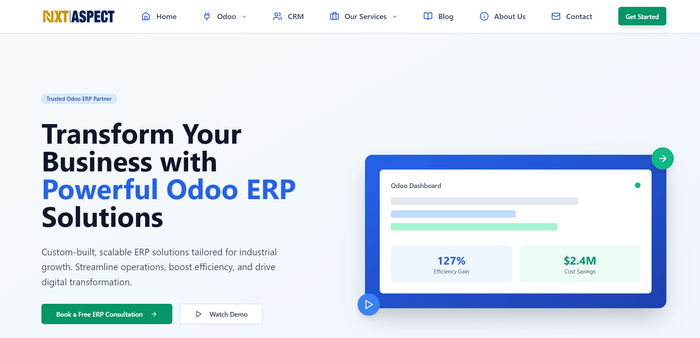 NXT ASPECT
Home
Odoo
CRM
Our Services
Blog
About Us
Contact
Get Started
Trusted Odoo ERP Partner
Transform Your
Business with
Powerful Odoo ERP
Solutions
Custom-built, scalable ERP solutions tailored for industrial
growth. Streamline operations, boost efficiency, and drive
digital transformation.
Book a Free ERP Consultation
Watch Demo
Odoo Dashboard
127%
Efficiency Gain
$2.4M
Cost Savings